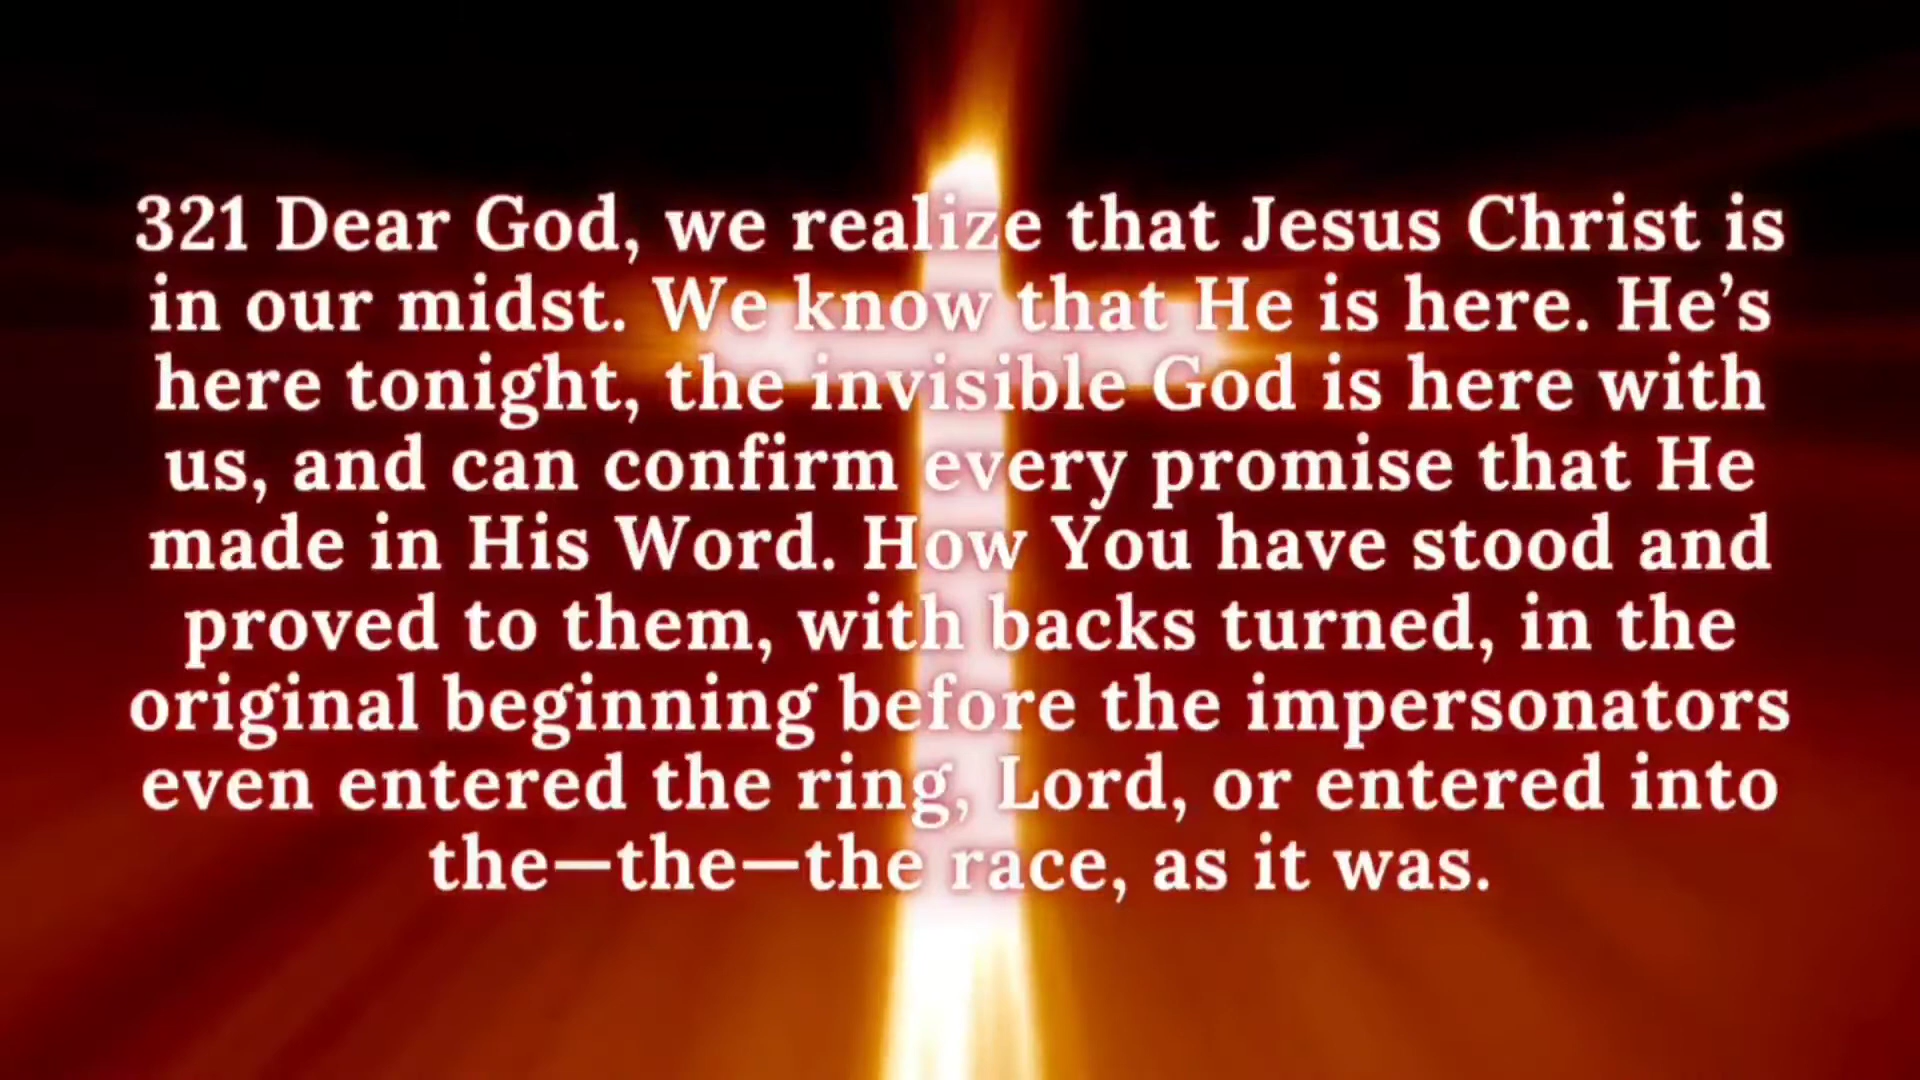 321 Dear God, we realize that Jesus Christ is
in our midst. We know that He is here. He’s
here tonight, the invisible God is here with
us, and can confirm every promise that He
made in His Word. How You have stood and
proved to them, with backs turned, in the
original beginning before the impersonators
even entered the ring, Lord, or entered into
the—the—the race, as it was.